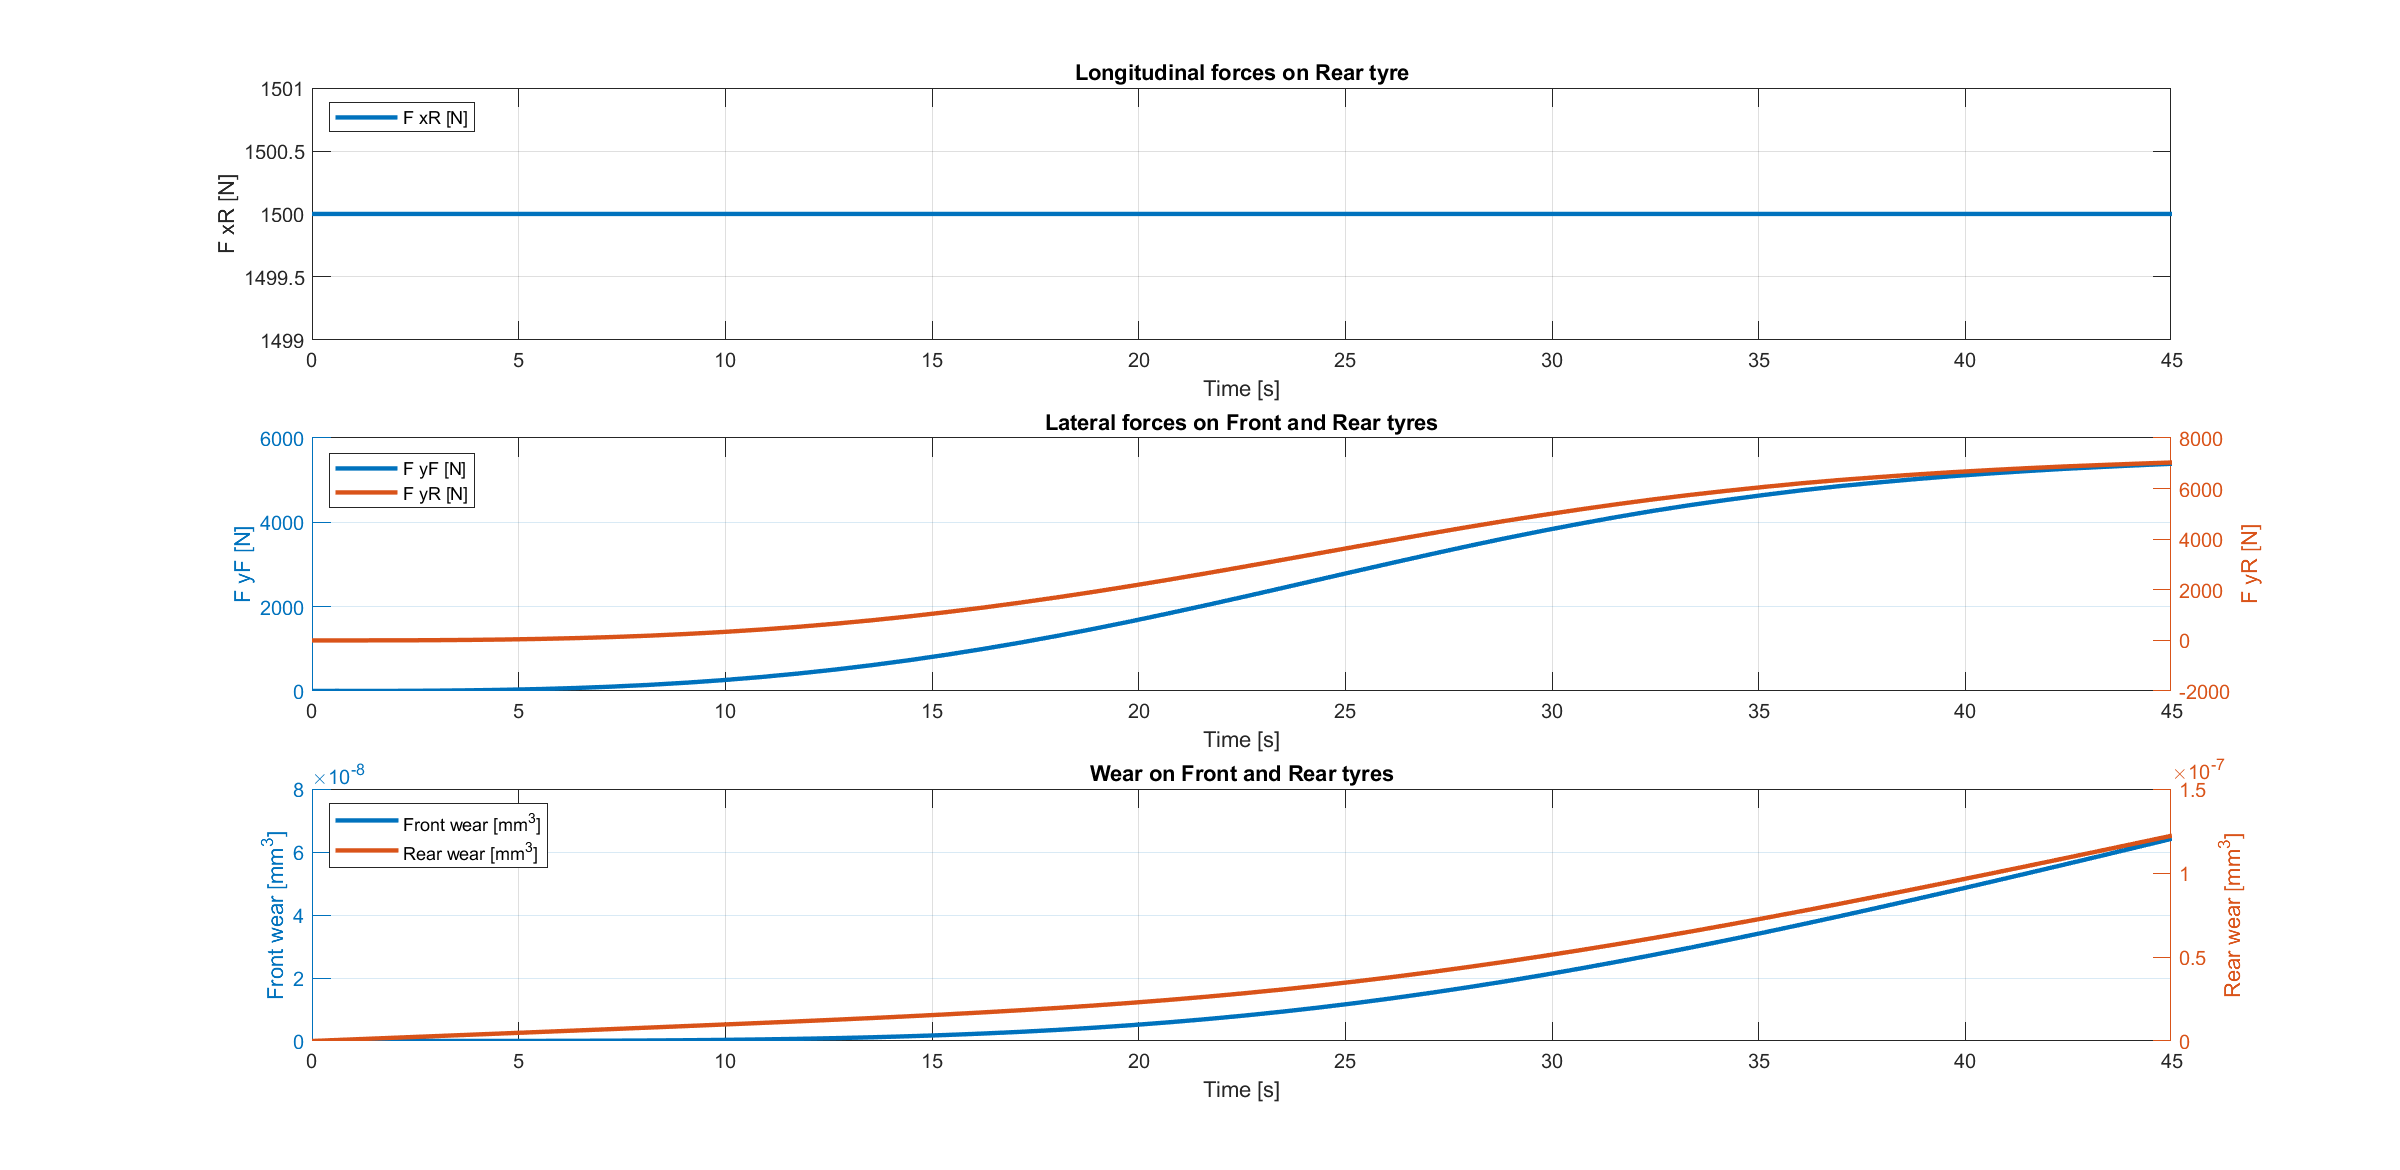 Longitudinal forces on Rear tyre
F xR [N]
1501
1500.5
1500
1499.5
1499
F xR [N]
0 5 10 15 20 25 30 35 40 45
Time [s]
Lateral forces on Front and Rear tyres
F yF [N]
F yR [N]
6000
4000
2000
0
F yF [N]
8000
6000
4000
2000
0
-2000
F yR [N]
0 5 10 15 20 25 30 35 40 45
Time [s]
Wear on Front and Rear tyres
×10⁻⁸
×10⁻⁷
Front wear [mm³]
Rear wear [mm³]
8
6
4
2
0
Front wear [mm³]
1.5
1
0.5
0
Rear wear [mm³]
0 5 10 15 20 25 30 35 40 45
Time [s]